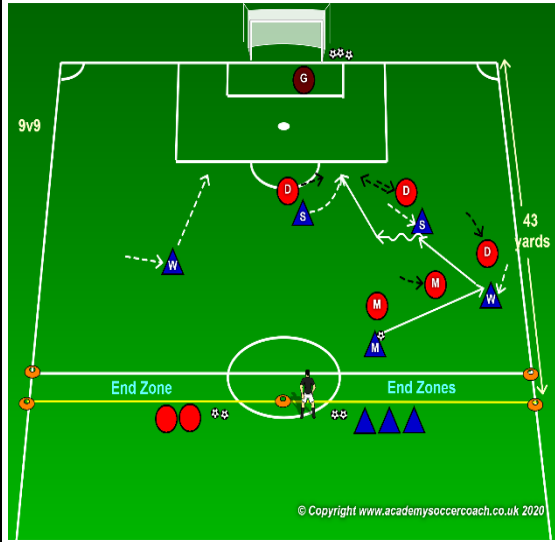 G
9v9
D
D
S
S
43
yards
D
W
M
W
M
M
End Zone
End Zones
© Copyright www.academysoccercoach.co.uk 2020